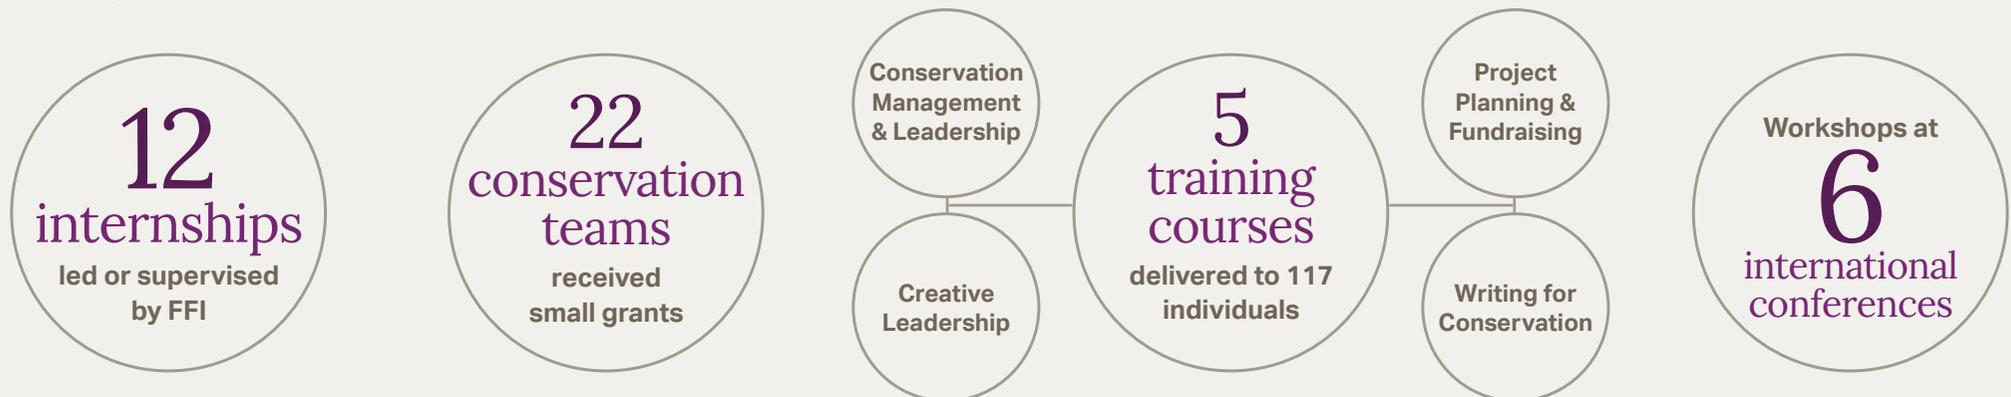 12
internships
led or supervised
by FFI
22
conservation
teams
received
small grants
Conservation
Management
& Leadership
Creative
Leadership
5
training
courses
delivered to 117
individuals
Project
Planning &
Fundraising
Writing for
Conservation
Workshops at
6
international
conferences